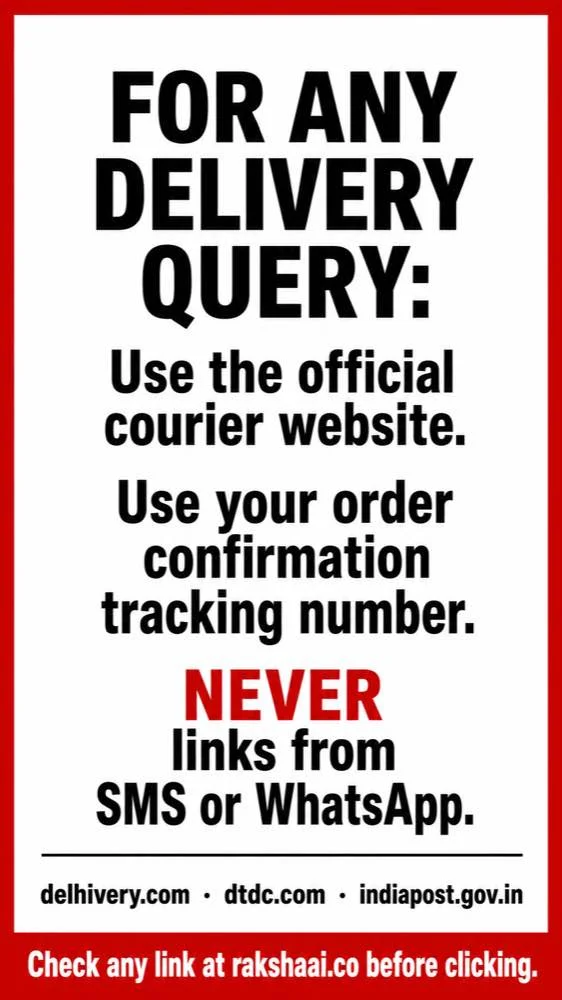 FOR ANY
DELIVERY
QUERY:
Use the official
courier website.
Use your order
confirmation
tracking number.
NEVER
links from
SMS or WhatsApp.
delhivery.com · dtdc.com · indiapost.gov.in
Check any link at rakshaai.co before clicking.